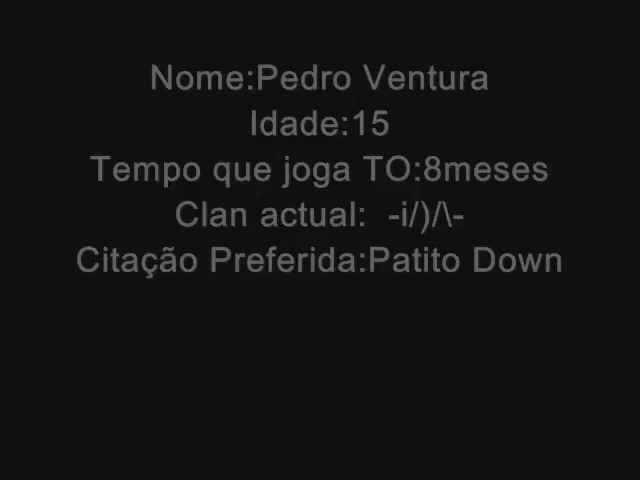 Nome:Pedro Ventura
Idade:15
Tempo que joga TO:8meses
Clan actual:  -i/)/\-
Citação Preferida:Patito Down